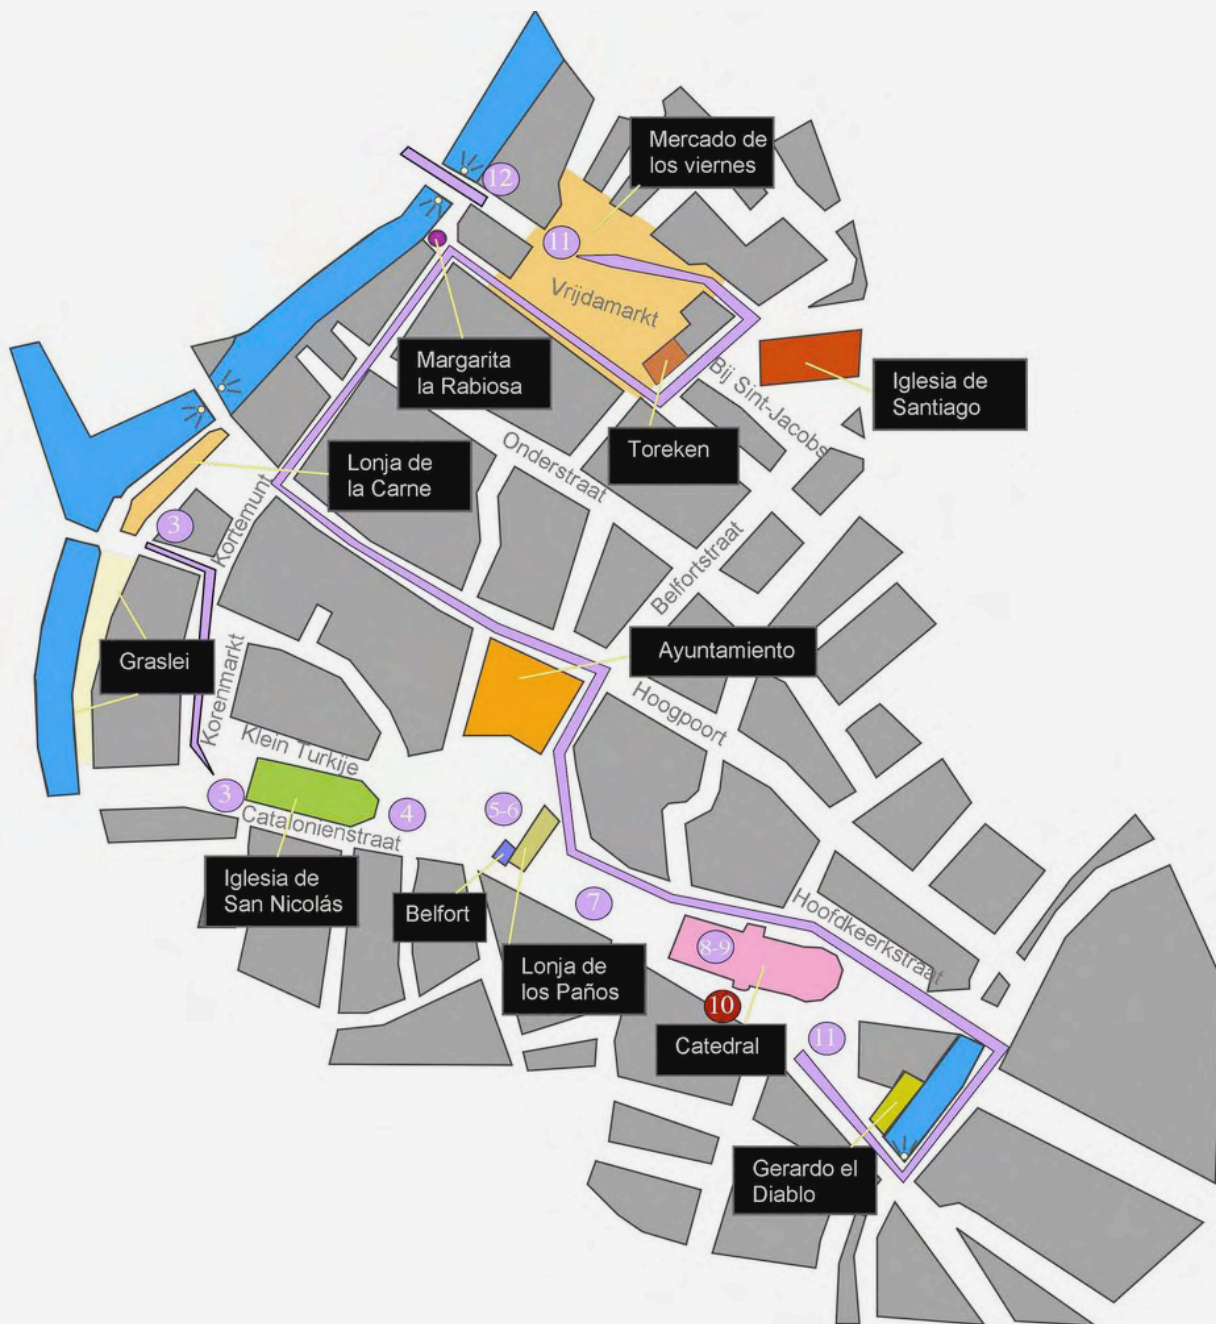 Mercado de
los viernes
12
11
Vrijdamarkt
Margarita
la Rabiosa
Bij Sint-Jacobs
Iglesia de
Santiago
Toreken
Onderstraat
Lonja de
la Carne
Kortemunt
3
Belfortstraat
Graslei
Ayuntamiento
Korenmarkt
Hoogpoort
Klein Turkije
3
Cataloniënstraat
4
5-6
Iglesia de
San Nicolás
Belfort
7
Hoofdkeerkstraat
8-9
Lonja de
los Paños
10
Catedral
11
Gerardo el
Diablo